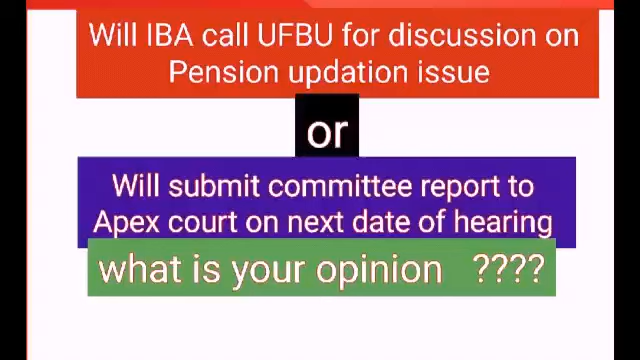 Will IBA call UFBU for discussion on
Pension updation issue
or
Will submit committee report to
Apex court on next date of hearing
what is your opinion ????